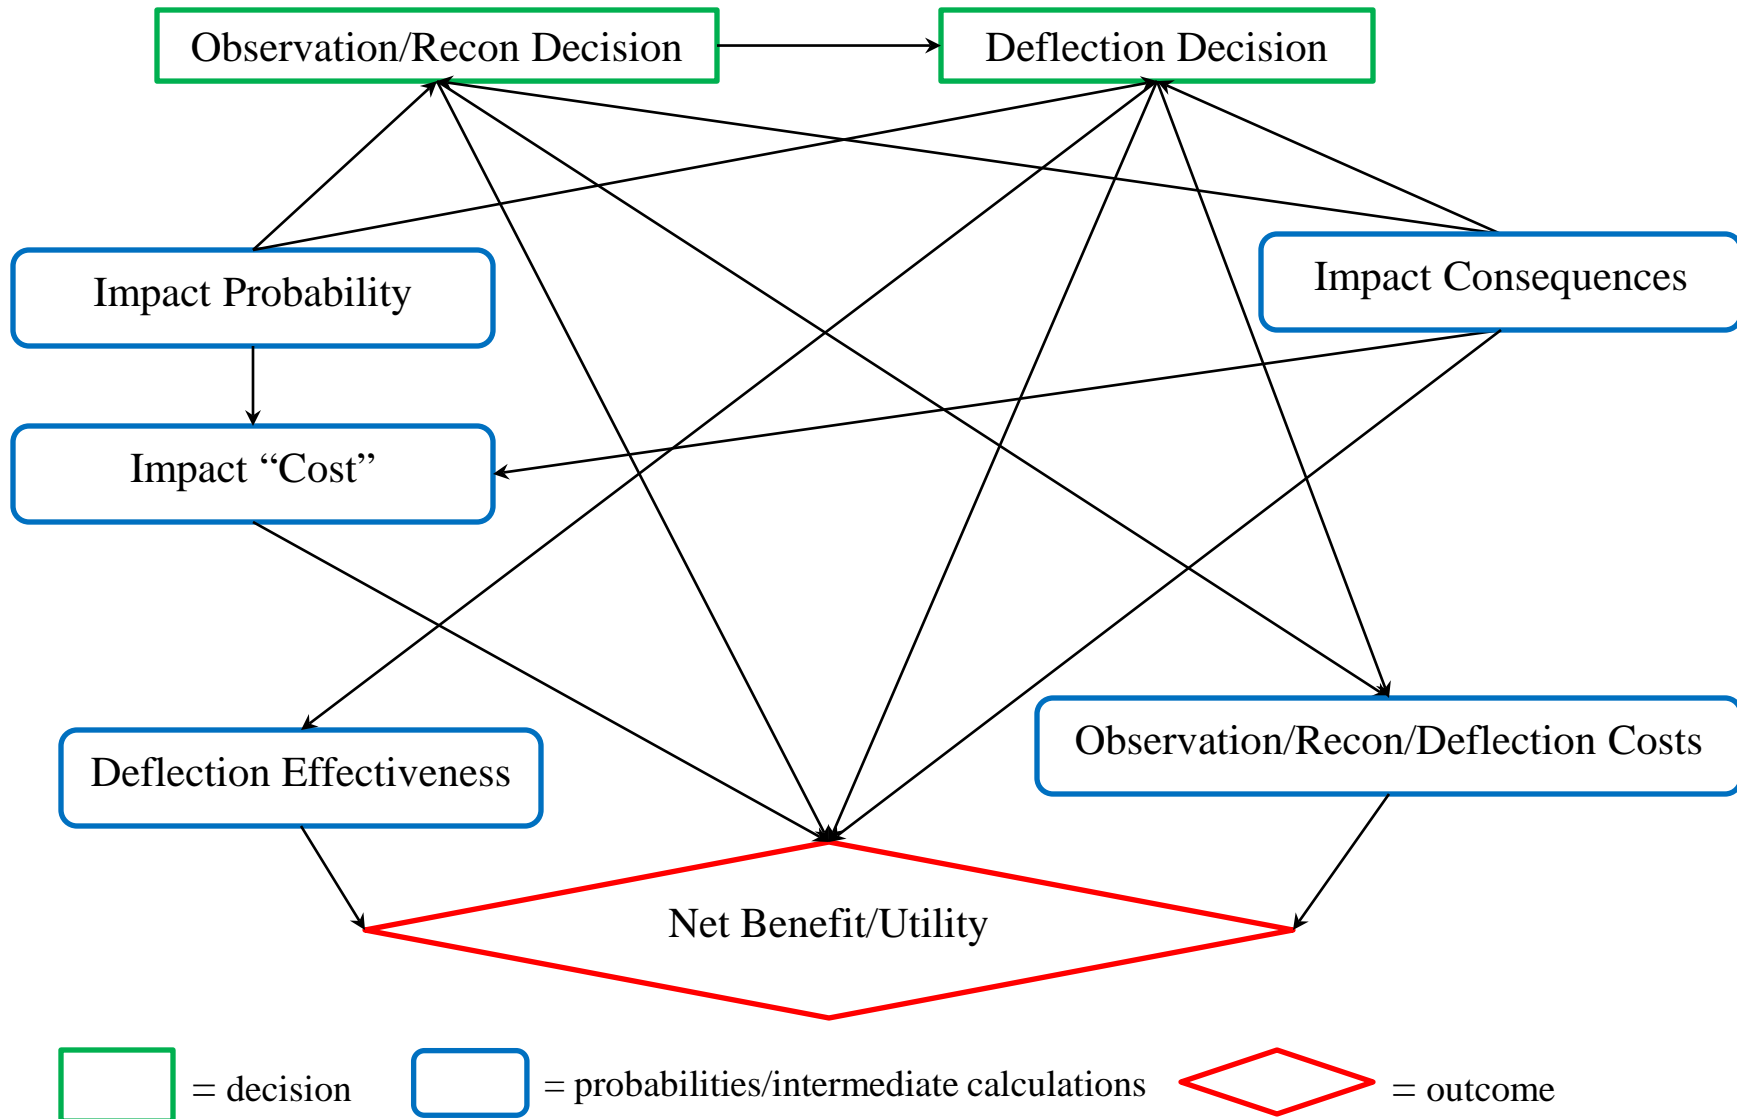 Observation/Recon Decision
Deflection Decision
Impact Probability
Impact Consequences
Impact “Cost”
Deflection Effectiveness
Observation/Recon/Deflection Costs
Net Benefit/Utility
= decision
= probabilities/intermediate calculations
= outcome